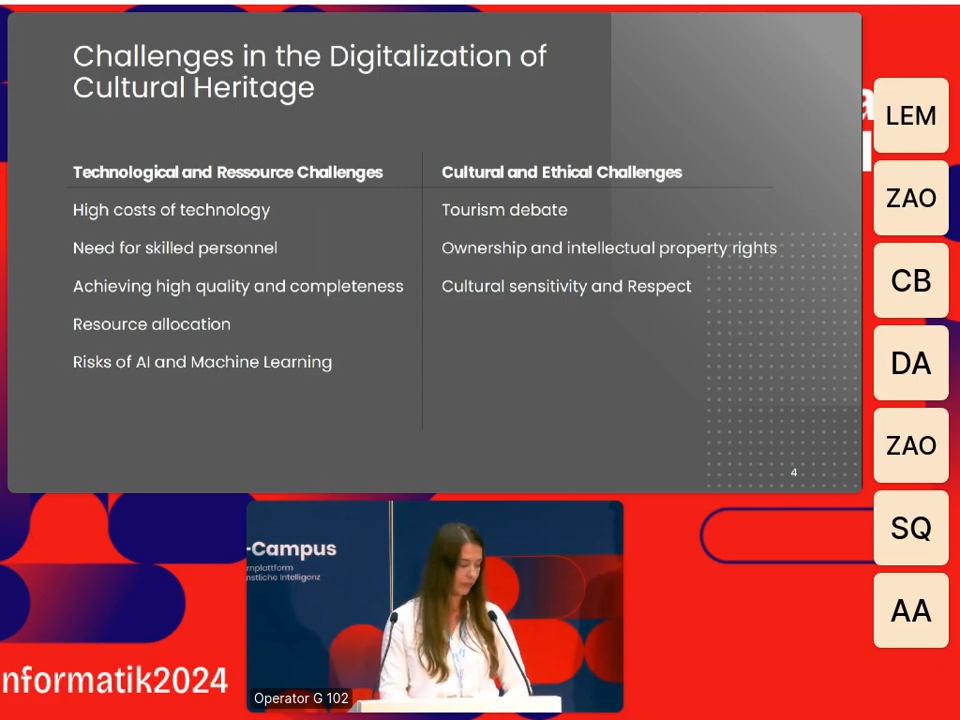 Challenges in the Digitalization of
Cultural Heritage
Technological and Ressource Challenges
High costs of technology
Need for skilled personnel
Achieving high quality and completeness
Resource allocation
Risks of AI and Machine Learning
Cultural and Ethical Challenges
Tourism debate
Ownership and intellectual property rights
Cultural sensitivity and Respect
4
LEM
ZAO
CB
DA
ZAO
SQ
AA
-Campus
rnplattform
nstliche Intelligenz
Operator G 102
nformatik2024